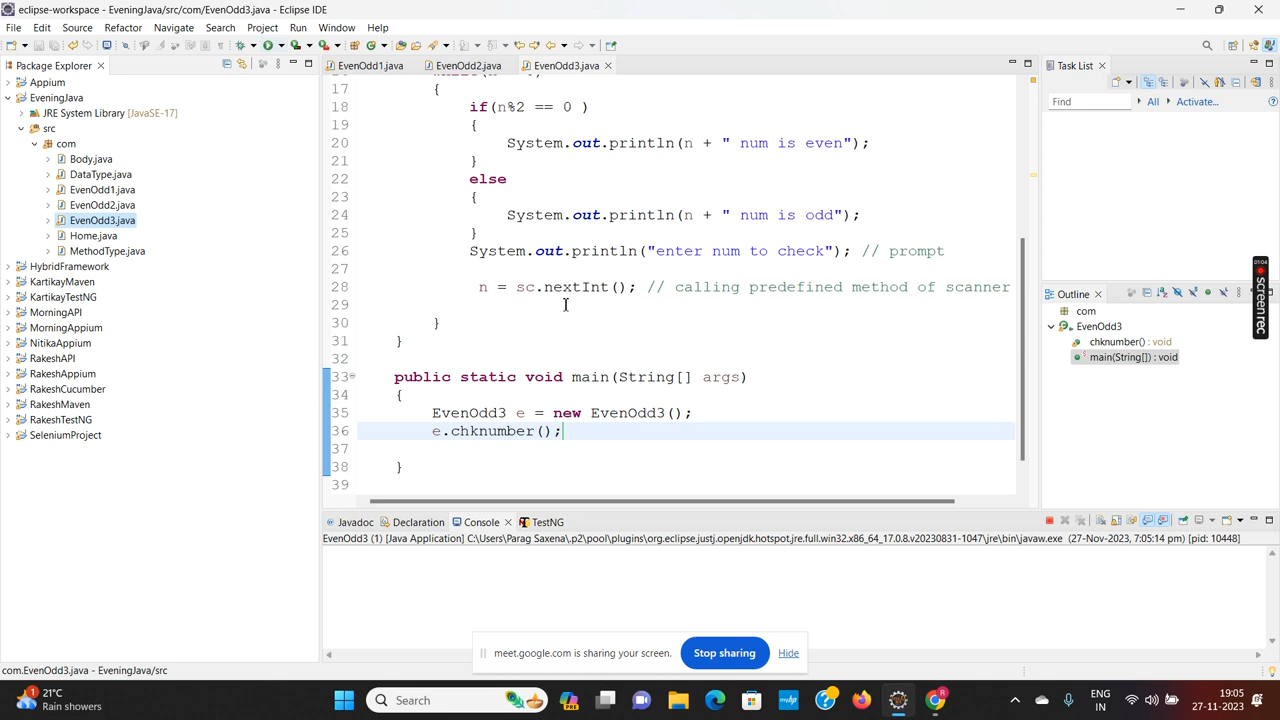 eclipse-workspace - EveningJava/src/com/EvenOdd3.java - Eclipse IDE
File Edit Source Refactor Navigate Search Project Run Window Help
Package Explorer
EvenOdd1.java EvenOdd2.java EvenOdd3.java
Task List
Appium
EveningJava
JRE System Library [JavaSE-17]
src
com
Body.java
DataType.java
EvenOdd1.java
EvenOdd2.java
EvenOdd3.java
Home.java
MethodType.java
HybridFramework
KartikayMaven
KartikayTestNG
MorningAPI
MorningAppium
NitikaAppium
RakeshAPI
RakeshAppium
RakeshCucumber
RakeshMaven
RakeshTestNG
SeleniumProject
17 {
18 if(n%2 == 0 )
19 {
20 System.out.println(n + " num is even");
21 }
22 else
23 {
24 System.out.println(n + " num is odd");
25 }
26 System.out.println("enter num to check"); // prompt
27
28 n = sc.nextInt(); // calling predefined method of scanner
29
30 }
31 }
32
33 public static void main(String[] args)
34 {
35 EvenOdd3 e = new EvenOdd3();
36 e.chknumber();
37
38 }
39
Find All Activate...
Outline
com
EvenOdd3
chknumber() : void
main(String[]) : void
01:04
screenrec
Javadoc Declaration Console TestNG
EvenOdd3 (1) [Java Application] C:\Users\Parag Saxena\.p2\pool\plugins\org.eclipse.justj.openjdk.hotspot.jre.full.win32.x86_64_17.0.8.v20230831-1047\jre\bin\javaw.exe (27-Nov-2023, 7:05:14 pm) [pid: 10448]
meet.google.com is sharing your screen. Stop sharing Hide
com.EvenOdd3.java - EveningJava/src
21°C
Rain showers
Search
PRE
ENG
IN
19:05
27-11-2023